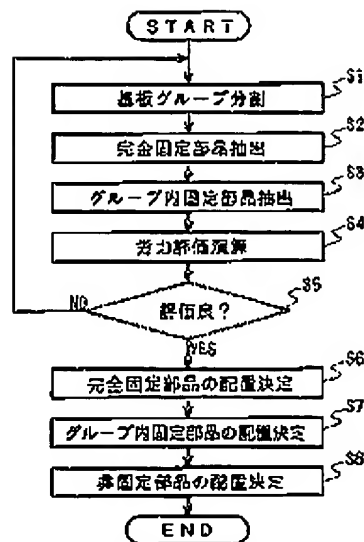 START
S1
基板グループ分割
S2
完全固定部品抽出
S3
グループ内固定部品抽出
S4
労力評価演算
S5
評価良?
NO
YES
S6
完全固定部品の配置決定
S7
グループ内固定部品の配置決定
S8
非固定部品の配置決定
END